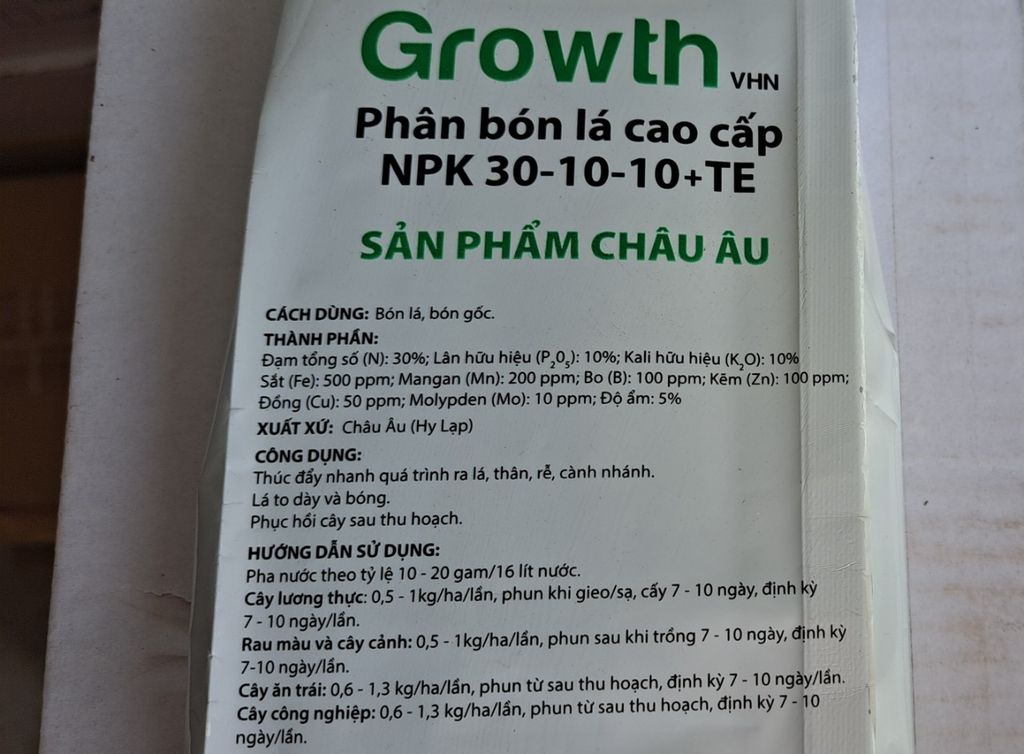 Growth VHN
Phân bón lá cao cấp
NPK 30-10-10+TE
SẢN PHẨM CHÂU ÂU
CÁCH DÙNG: Bón lá, bón gốc.
THÀNH PHẦN:
Đạm tổng số (N): 30%; Lân hữu hiệu (P₂0₅): 10%; Kali hữu hiệu (K₂O): 10%
Sắt (Fe): 500 ppm; Mangan (Mn): 200 ppm; Bo (B): 100 ppm; Kẽm (Zn): 100 ppm;
Đồng (Cu): 50 ppm; Molypden (Mo): 10 ppm; Độ ẩm: 5%
XUẤT XỨ: Châu Âu (Hy Lạp)
CÔNG DỤNG:
Thúc đẩy nhanh quá trình ra lá, thân, rễ, cành nhánh.
Lá to dày và bóng.
Phục hồi cây sau thu hoạch.
HƯỚNG DẪN SỬ DỤNG:
Pha nước theo tỷ lệ 10 - 20 gam/16 lít nước.
Cây lương thực: 0,5 - 1kg/ha/lần, phun khi gieo/sạ, cấy 7 - 10 ngày, định kỳ
7 - 10 ngày/lần.
Rau màu và cây cảnh: 0,5 - 1kg/ha/lần, phun sau khi trồng 7 - 10 ngày, định kỳ
7-10 ngày/lần.
Cây ăn trái: 0,6 - 1,3 kg/ha/lần, phun từ sau thu hoạch, định kỳ 7 - 10 ngày/lần.
Cây công nghiệp: 0,6 - 1,3 kg/ha/lần, phun từ sau thu hoạch, định kỳ 7 - 10
ngày/lần.